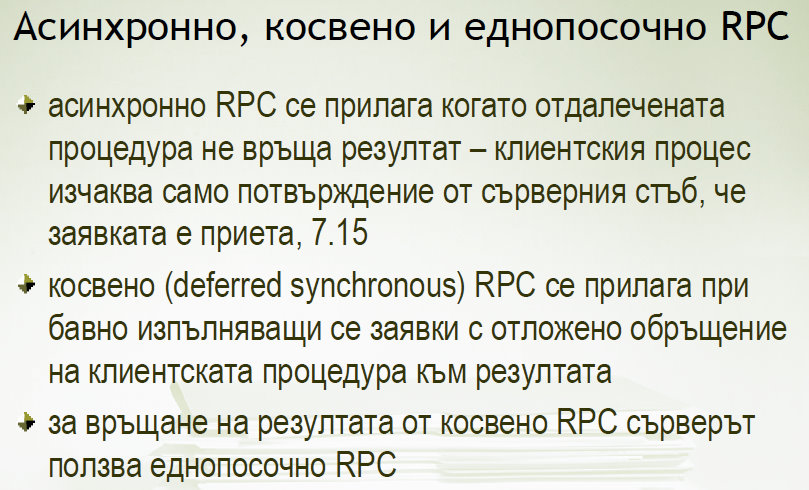 Асинхронно, косвено и еднопосочно RPC
асинхронно RPC се прилага когато отдалечената
процедура не връща резултат – клиентския процес
изчаква само потвърждение от сърверния стъб, че
заявката е приета, 7.15
косвено (deferred synchronous) RPC се прилага при
бавно изпълняващи се заявки с отложено обръщение
на клиентската процедура към резултата
за връщане на резултата от косвено RPC сърверът
ползва еднопосочно RPC